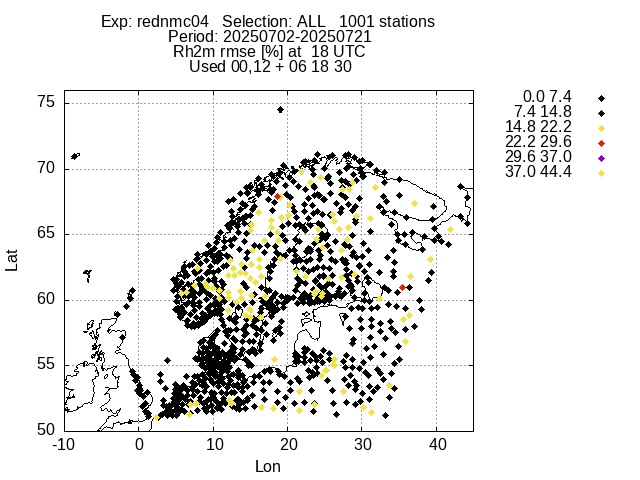 Exp: rednmc04   Selection: ALL   1001 stations
Period: 20250702-20250721
Rh2m rmse [%] at  18 UTC
Used 00,12 + 06 18 30
0.0 7.4
7.4 14.8
14.8 22.2
22.2 29.6
29.6 37.0
37.0 44.4
75
70
65
60
55
50
Lat
-10 0 10 20 30 40
Lon